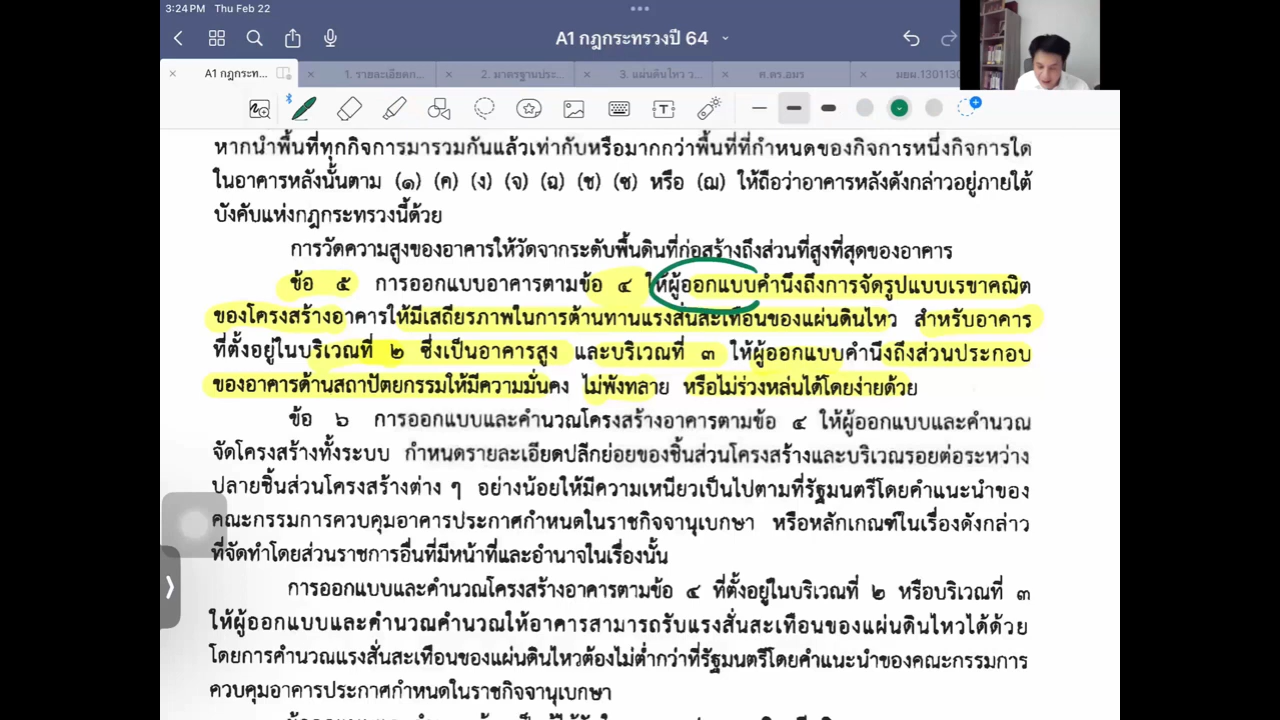 3:24 PM Thu Feb 22
A1 กฎกระทรวงปี 64
A1 กฎกระท... 1. รายละเอียดก... 2. มาตรฐานประ... 3. แผ่นดินไหว ว... ศ.ดร.อมร มยผ.1301130
หากนำพื้นที่ทุกกิจการมารวมกันแล้วเท่ากับหรือมากกว่าพื้นที่ที่กำหนดของกิจการหนึ่งกิจการใด
ในอาคารหลังนั้นตาม (๑) (ค) (ง) (จ) (ฉ) (ช) (ซ) หรือ (ฌ) ให้ถือว่าอาคารหลังดังกล่าวอยู่ภายใต้
บังคับแห่งกฎกระทรวงนี้ด้วย
การวัดความสูงของอาคารให้วัดจากระดับพื้นดินที่ก่อสร้างถึงส่วนที่สูงที่สุดของอาคาร
ข้อ ๕ การออกแบบอาคารตามข้อ ๔ ให้ผู้ออกแบบคำนึงถึงการจัดรูปแบบเรขาคณิต
ของโครงสร้างอาคารให้มีเสถียรภาพในการต้านทานแรงสั่นสะเทือนของแผ่นดินไหว สำหรับอาคาร
ที่ตั้งอยู่ในบริเวณที่ ๒ ซึ่งเป็นอาคารสูง และบริเวณที่ ๓ ให้ผู้ออกแบบคำนึงถึงส่วนประกอบ
ของอาคารด้านสถาปัตยกรรมให้มีความมั่นคง ไม่พังทลาย หรือไม่ร่วงหล่นได้โดยง่ายด้วย
ข้อ ๖ การออกแบบและคำนวณโครงสร้างอาคารตามข้อ ๔ ให้ผู้ออกแบบและคำนวณ
จัดโครงสร้างทั้งระบบ กำหนดรายละเอียดปลีกย่อยของชิ้นส่วนโครงสร้างและบริเวณรอยต่อระหว่าง
ปลายชิ้นส่วนโครงสร้างต่าง ๆ อย่างน้อยให้มีความเหนียวเป็นไปตามที่รัฐมนตรีโดยคำแนะนำของ
คณะกรรมการควบคุมอาคารประกาศกำหนดในราชกิจจานุเบกษา หรือหลักเกณฑ์ในเรื่องดังกล่าว
ที่จัดทำโดยส่วนราชการอื่นที่มีหน้าที่และอำนาจในเรื่องนั้น
การออกแบบและคำนวณโครงสร้างอาคารตามข้อ ๔ ที่ตั้งอยู่ในบริเวณที่ ๒ หรือบริเวณที่ ๓
ให้ผู้ออกแบบและคำนวณคำนวณให้อาคารสามารถรับแรงสั่นสะเทือนของแผ่นดินไหวได้ด้วย
โดยการคำนวณแรงสั่นสะเทือนของแผ่นดินไหวต้องไม่ต่ำกว่าที่รัฐมนตรีโดยคำแนะนำของคณะกรรมการ
ควบคุมอาคารประกาศกำหนดในราชกิจจานุเบกษา